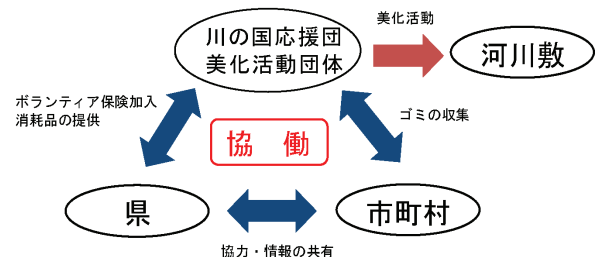 美化活動
川の国応援団
美化活動団体
河川敷
ボランティア保険加入
消耗品の提供
ゴミの収集
協 働
県
市町村
協力・情報の共有